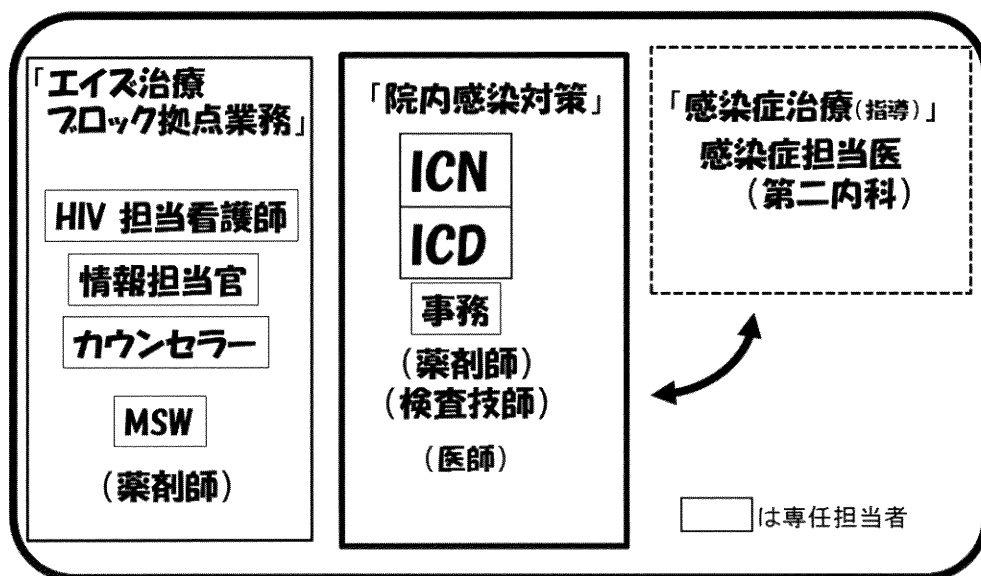 「エイズ治療
ブロック拠点業務」
HIV 担当看護師
情報担当官
カウンセラー
MSW
(薬剤師)
「院内感染対策」
ICN
ICD
事務
(薬剤師)
(検査技師)
(医師)
「感染症治療(指導)」
感染症担当医
(第二内科)
は専任担当者